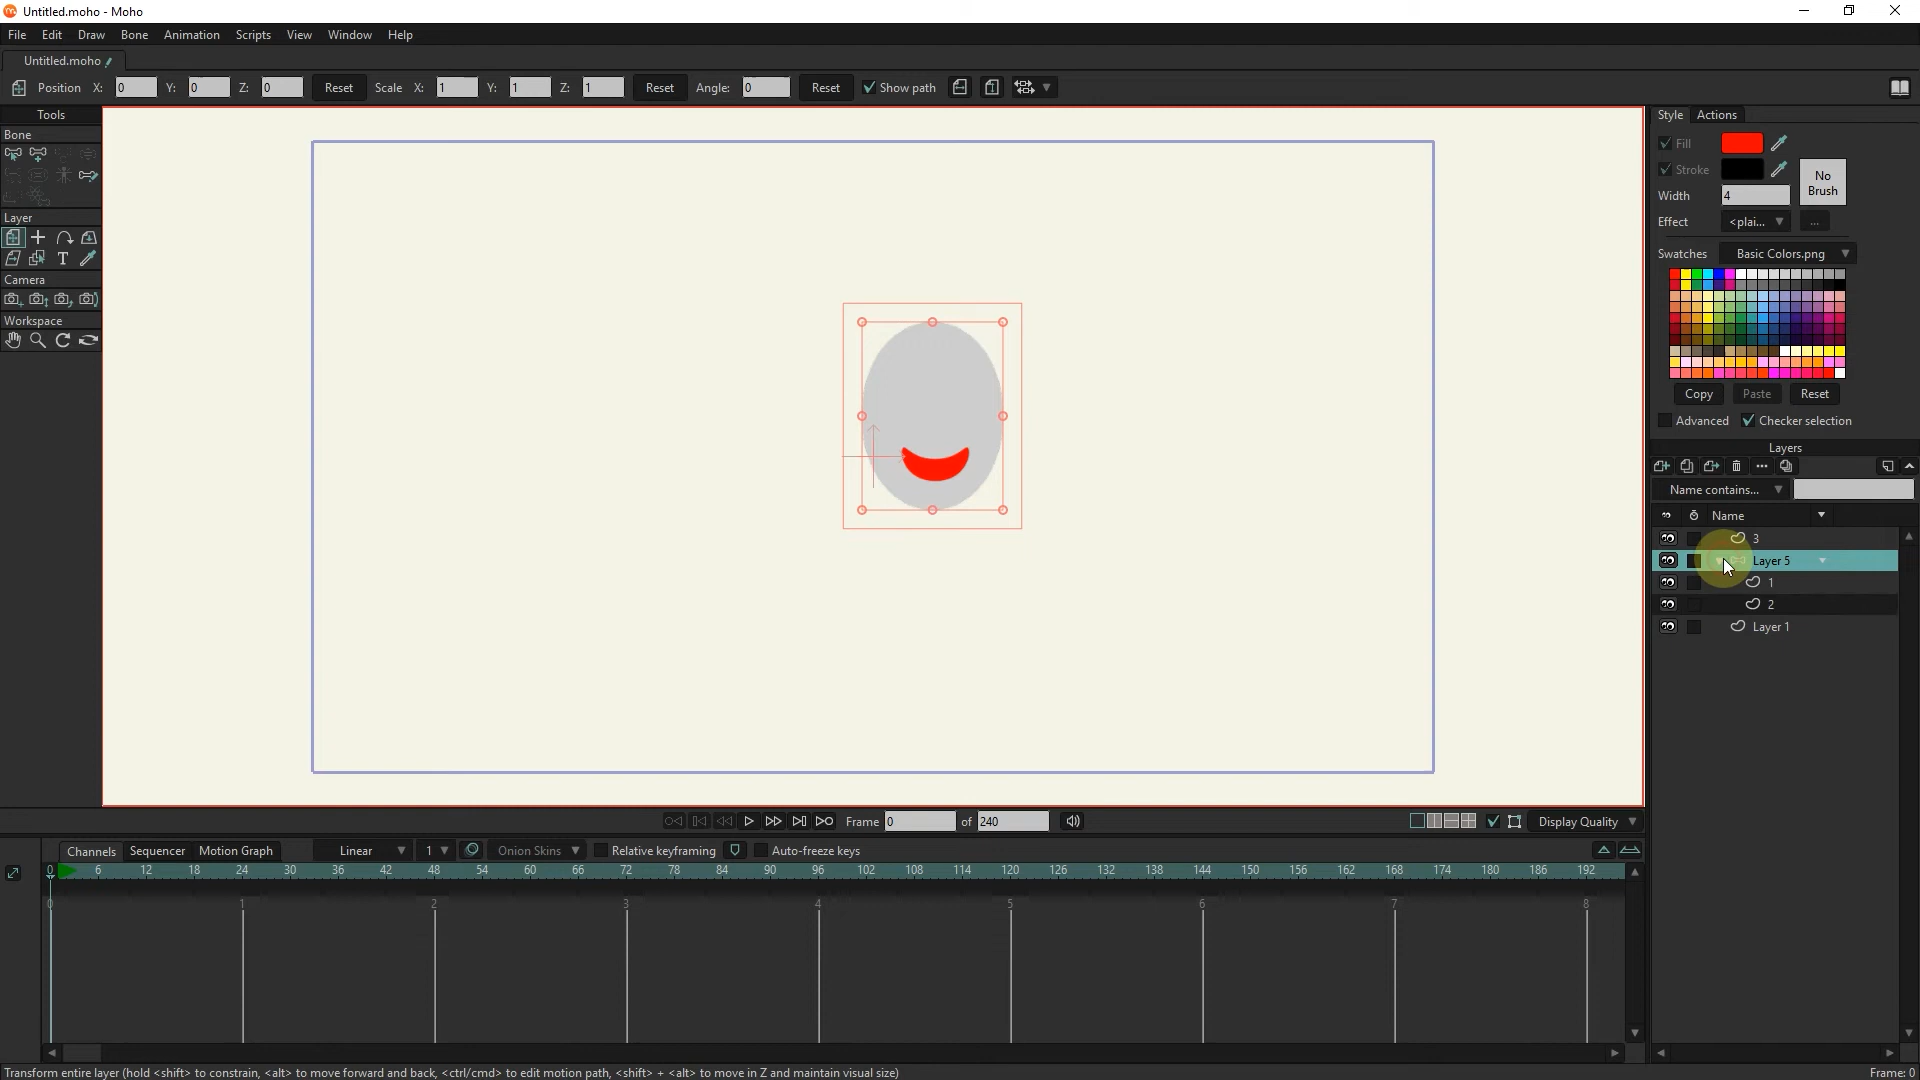 Untitled.moho - Moho
File Edit Draw Bone Animation Scripts View Window Help
Untitled.moho
Position X: 0 Y: 0 Z: 0 Reset Scale X: 1 Y: 1 Z: 1 Reset Angle: 0 Reset Show path
Tools
Bone
Layer
T
Camera
Workspace
Style Actions
Fill
Stroke
No
Brush
Width 4
Effect <plai... ...
Swatches Basic Colors.png
Copy Paste Reset
Advanced Checker selection
Layers
Name contains...
Name
3
Layer 5
1
2
Layer 1
Frame 0 of 240 Display Quality
Channels Sequencer Motion Graph Linear 1 Onion Skins Relative keyframing Auto-freeze keys
0 6 12 18 24 30 36 42 48 54 60 66 72 78 84 90 96 102 108 114 120 126 132 138 144 150 156 162 168 174 180 186 192
0 1 2 3 4 5 6 7 8
Transform entire layer (hold <shift> to constrain, <alt> to move forward and back, <ctrl/cmd> to edit motion path, <shift> + <alt> to move in Z and maintain visual size) Frame: 0